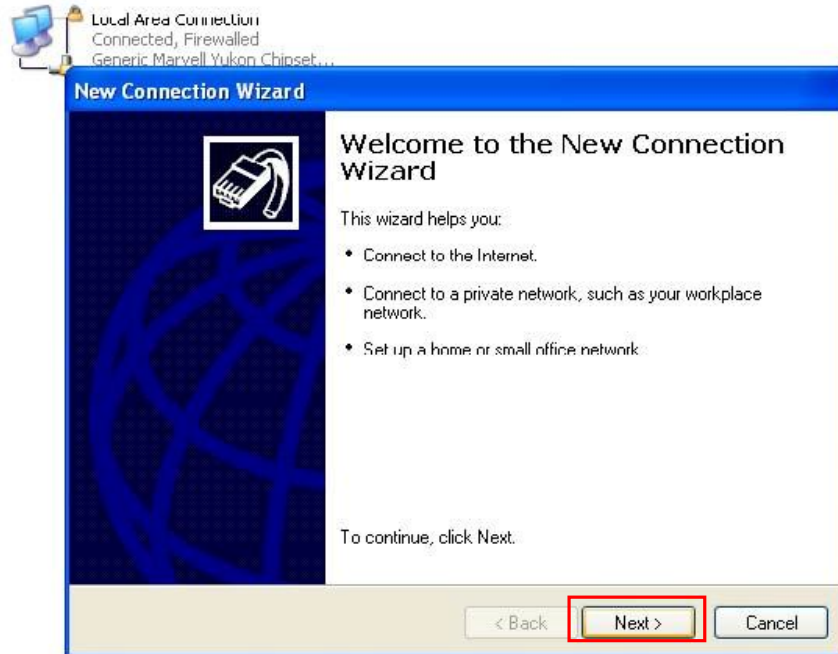 Local Area Connection
Connected, Firewalled
Generic Marvell Yukon Chipset...
New Connection Wizard
Welcome to the New Connection
Wizard
This wizard helps you:
• Connect to the Internet.
• Connect to a private network, such as your workplace
network.
• Set up a home or small office network
To continue, click Next.
< Back
Next >
Cancel